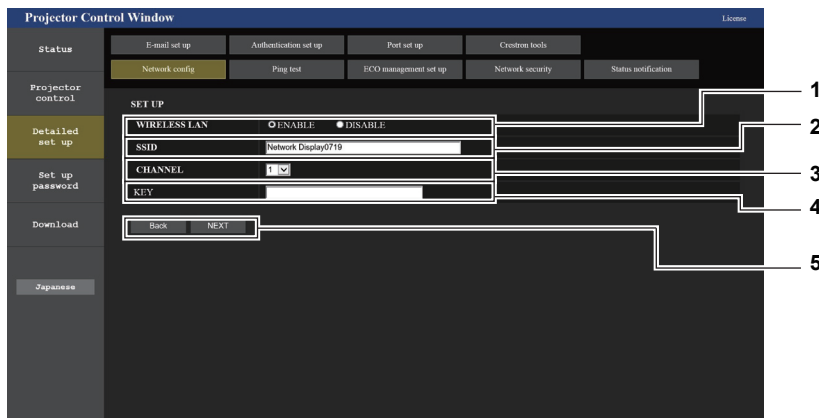 Projector Control Window License
Status
E-mail set up Authentication set up Port set up Crestron tools
Network config Ping test ECO management set up Network security Status notification
Projector
control
SET UP
WIRELESS LAN ENABLE DISABLE
1
Detailed
set up
SSID Network Display0719
2
CHANNEL 1
3
Set up
password
KEY
4
Download
Back NEXT
5
Japanese